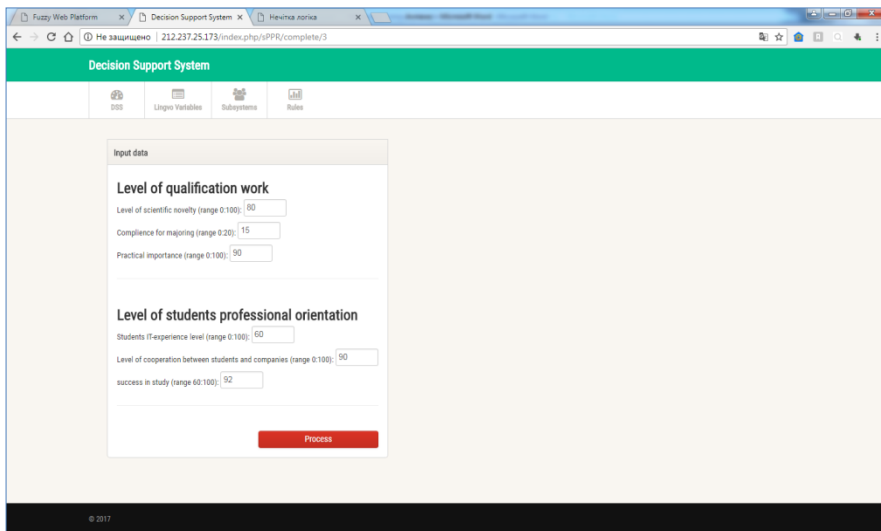 Fuzzy Web Platform
Decision Support System
Нечітка логіка
Не защищено | 212.237.25.173/index.php/sPPR/complete/3
Decision Support System
DSS Lingvo Variables Subsystems Rules
Input data
Level of qualification work
Level of scientific novelty (range 0:100): 80
Complience for majoring (range 0:20): 15
Practical importance (range 0:100): 90
Level of students professional orientation
Students IT-experience level (range 0:100): 60
Level of cooperation between students and companies (range 0:100): 90
success in study (range 60:100): 92
Process
© 2017